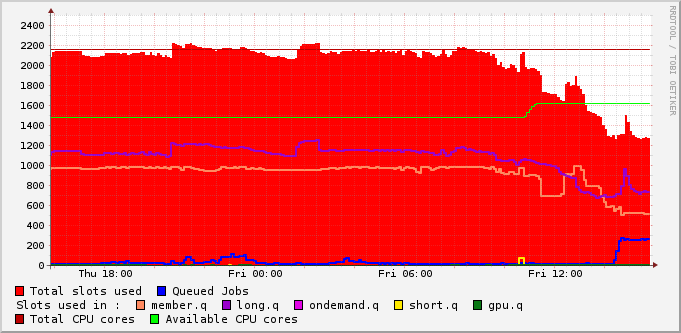 RRDTOOL / TOBI OETIKER
2400
2200
2000
1800
1600
1400
1200
1000
800
600
400
200
0
Thu 18:00 Fri 00:00 Fri 06:00 Fri 12:00
Total slots used Queued Jobs
Slots used in : member.q long.q ondemand.q short.q gpu.q
Total CPU cores Available CPU cores